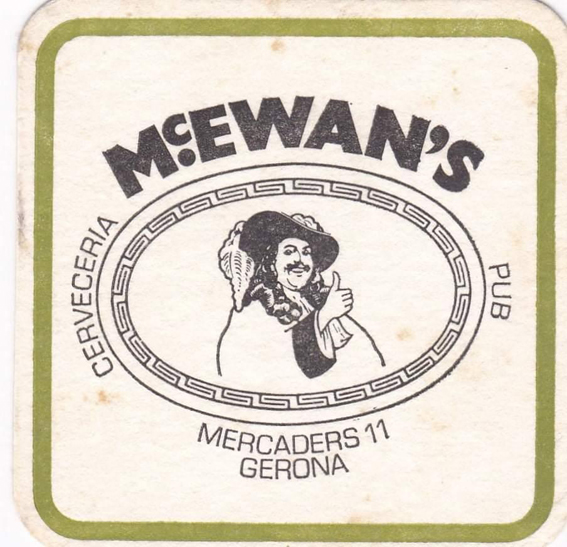 McEWAN'S
CERVECERIA
PUB
MERCADERS 11
GERONA